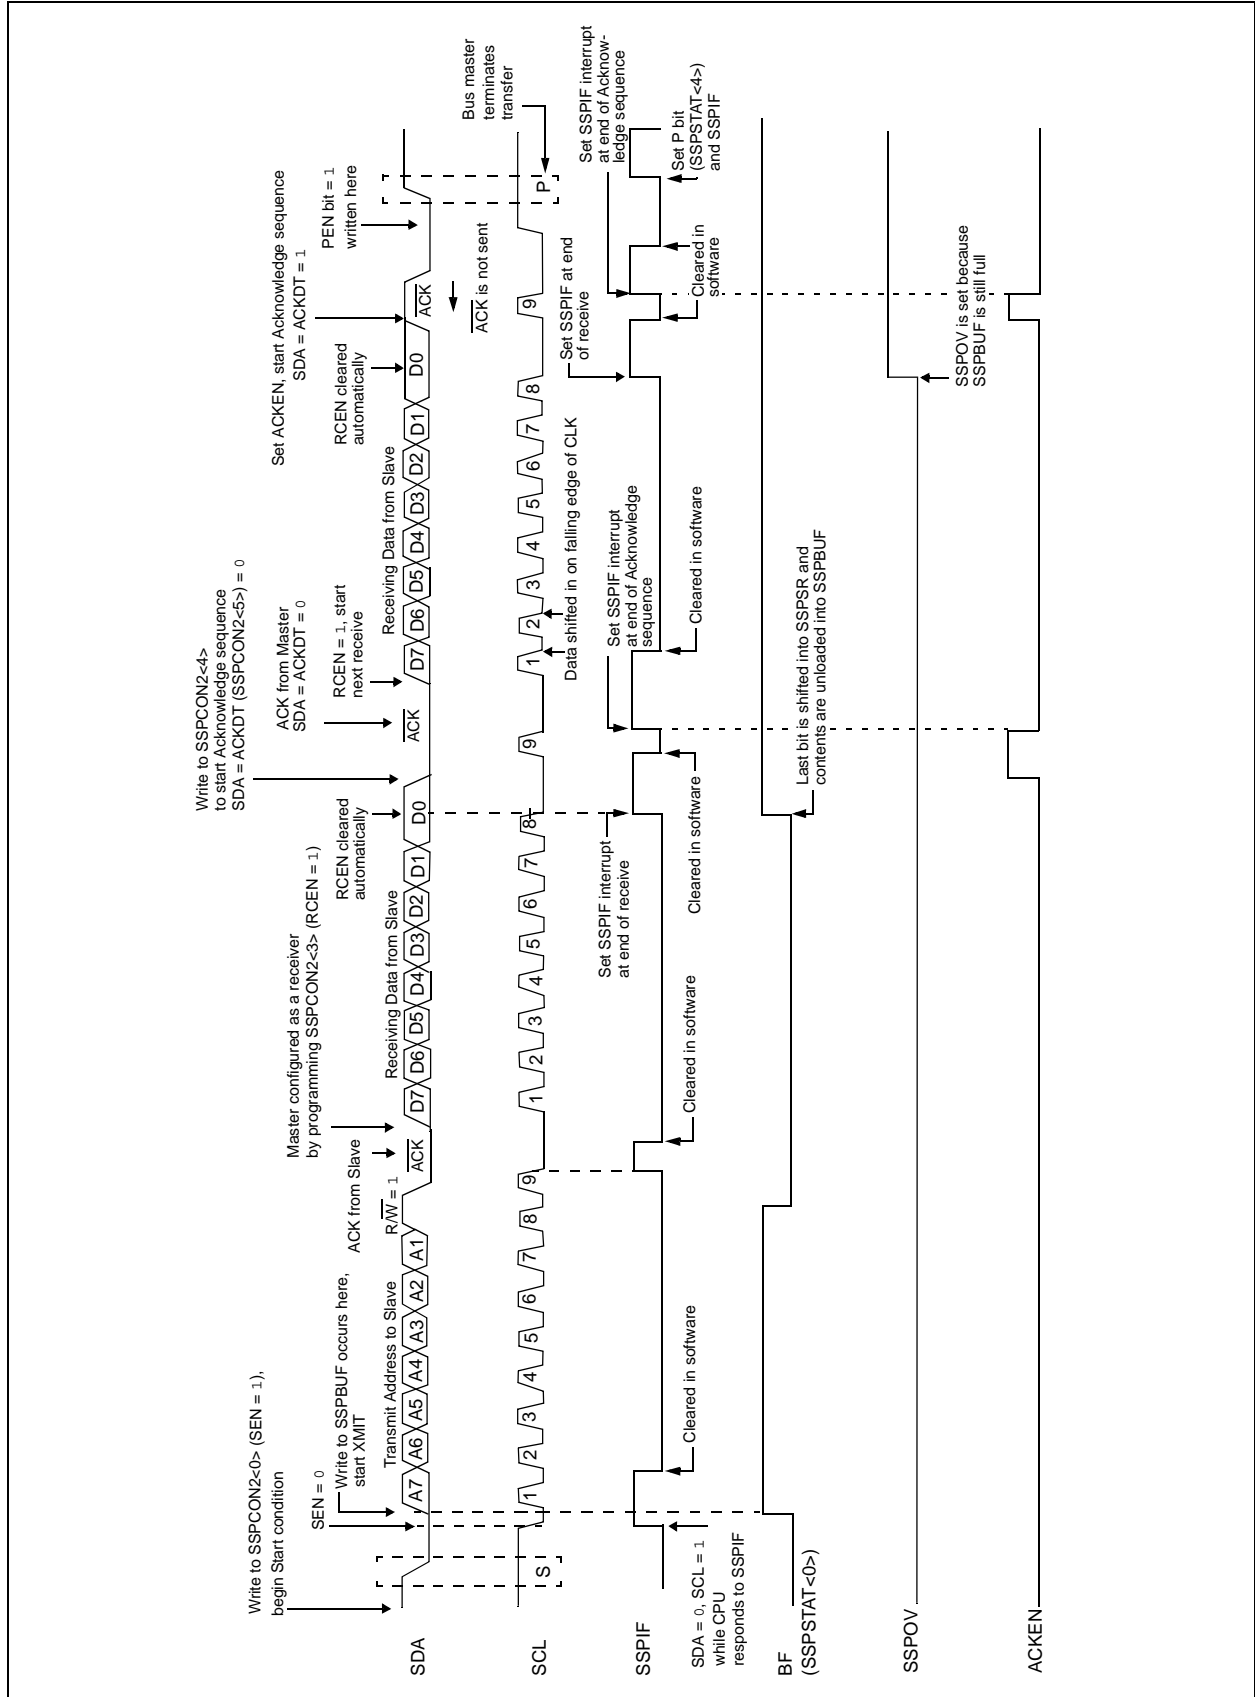 Write to SSPCON2<0> (SEN = 1),
begin Start condition
SEN = 0
Write to SSPBUF occurs here,
start XMIT
ACK from Slave
Master configured as a receiver
by programming SSPCON2<3> (RCEN = 1)
RCEN cleared
automatically
Write to SSPCON2<4>
to start Acknowledge sequence
SDA = ACKDT (SSPCON2<5>) = 0
ACK from Master
SDA = ACKDT = 0
RCEN = 1, start
next receive
RCEN cleared
automatically
Set ACKEN, start Acknowledge sequence
SDA = ACKDT = 1
PEN bit = 1
written here
Transmit Address to Slave
R/W = 1
Receiving Data from Slave
Receiving Data from Slave
SDA
A7 A6 A5 A4 A3 A2 A1
ACK
D7 D6 D5 D4 D3 D2 D1 D0
ACK
D7 D6 D5 D4 D3 D2 D1 D0
ACK
ACK is not sent
Bus master
terminates
transfer
SCL
S
1 2 3 4 5 6 7 8 9
1 2 3 4 5 6 7 8 9
1 2 3 4 5 6 7 8 9
P
Data shifted in on falling edge of CLK
Set SSPIF at end
of receive
Set SSPIF interrupt
at end of Acknow-
ledge sequence
Set SSPIF interrupt
at end of receive
Set SSPIF interrupt
at end of Acknowledge
sequence
SSPIF
SDA = 0, SCL = 1
while CPU
responds to SSPIF
Cleared in software
Cleared in software
Cleared in software
Cleared in software
Cleared in
software
Set P bit
(SSPSTAT<4>)
and SSPIF
BF
(SSPSTAT<0>)
Last bit is shifted into SSPSR and
contents are unloaded into SSPBUF
SSPOV
SSPOV is set because
SSPBUF is still full
ACKEN